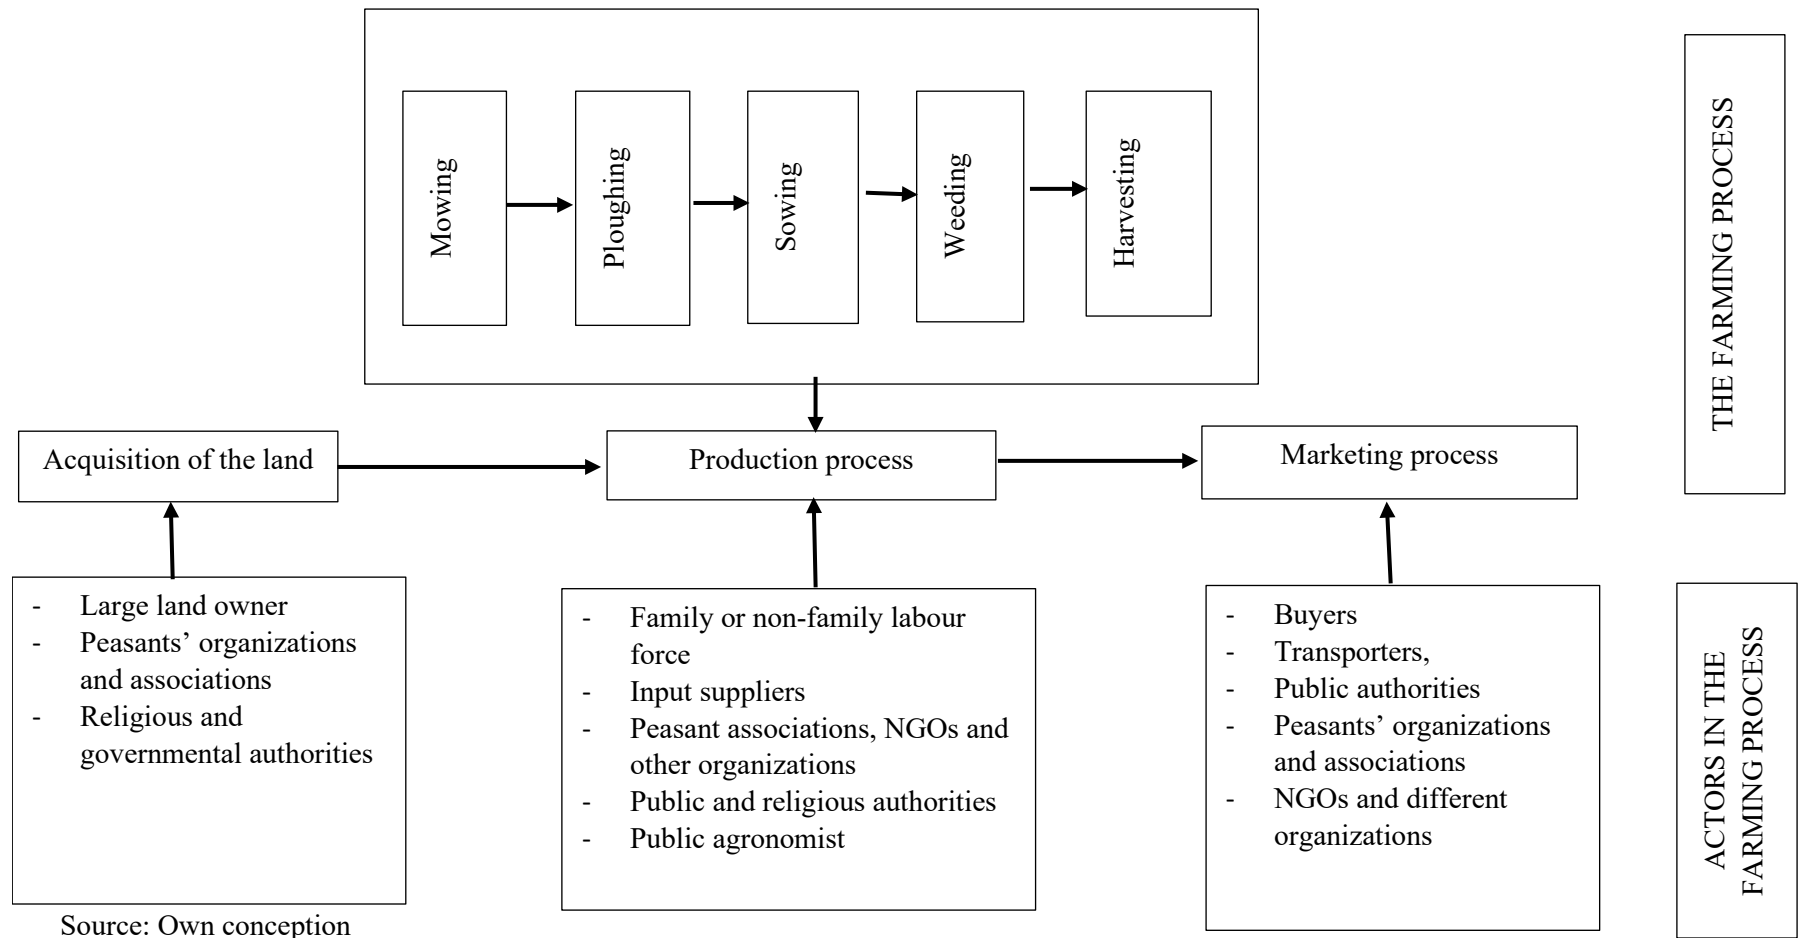 Mowing
Ploughing
Sowing
Weeding
Harvesting
THE FARMING PROCESS
Acquisition of the land
Production process
Marketing process
- Large land owner
- Peasants’ organizations
and associations
- Religious and
governmental authorities
- Family or non-family labour
force
- Input suppliers
- Peasant associations, NGOs and
other organizations
- Public and religious authorities
- Public agronomist
- Buyers
- Transporters,
- Public authorities
- Peasants’ organizations
and associations
- NGOs and different
organizations
ACTORS IN THE
FARMING PROCESS
Source: Own conception